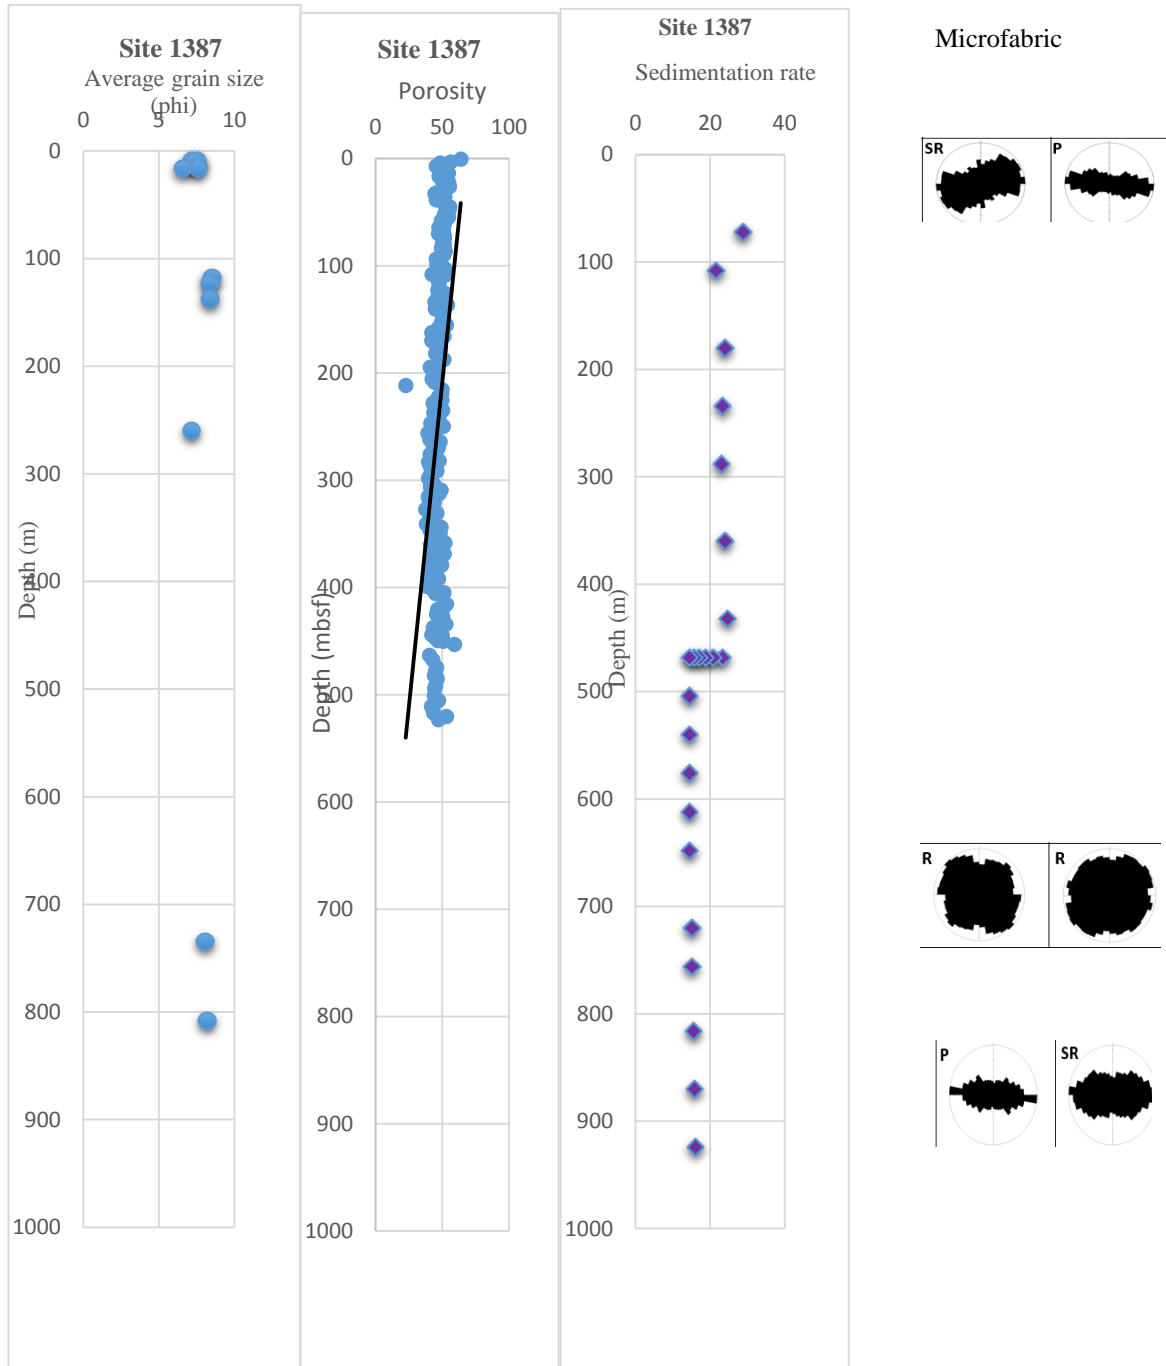 Site 1387
Average grain size
(phi)
0 5 10
0
100
200
300
400
500
600
700
800
900
1000
Depth (m)
Site 1387
Porosity
0 50 100
0
100
200
300
400
500
600
700
800
900
1000
Depth (mbsf)
Site 1387
Sedimentation rate
0 20 40
0
100
200
300
400
500
600
700
800
900
1000
Depth (m)
Microfabric
SR P
R R
P SR